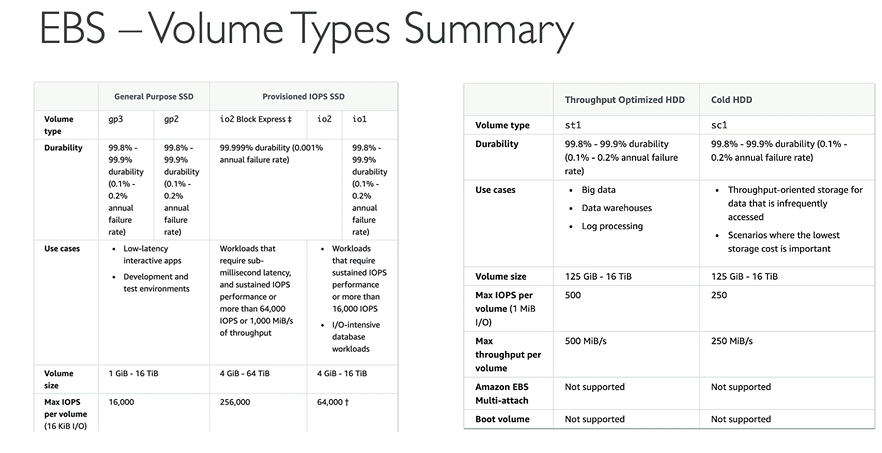 EBS – Volume Types Summary
General Purpose SSD Provisioned IOPS SSD
Volume type gp3 gp2 io2 Block Express ‡ io2 io1
Durability 99.8% - 99.9% durability (0.1% - 0.2% annual failure rate) 99.8% - 99.9% durability (0.1% - 0.2% annual failure rate) 99.999% durability (0.001% annual failure rate) 99.8% - 99.9% durability (0.1% - 0.2% annual failure rate)
Use cases
• Low-latency interactive apps
• Development and test environments
Workloads that require sub-millisecond latency, and sustained IOPS performance or more than 64,000 IOPS or 1,000 MiB/s of throughput
• Workloads that require sustained IOPS performance or more than 16,000 IOPS
• I/O-intensive database workloads
Volume size 1 GiB - 16 TiB 4 GiB - 64 TiB 4 GiB - 16 TiB
Max IOPS per volume (16 KiB I/O) 16,000 256,000 64,000 †
Throughput Optimized HDD Cold HDD
Volume type st1 sc1
Durability 99.8% - 99.9% durability (0.1% - 0.2% annual failure rate) 99.8% - 99.9% durability (0.1% - 0.2% annual failure rate)
Use cases
• Big data
• Data warehouses
• Log processing
• Throughput-oriented storage for data that is infrequently accessed
• Scenarios where the lowest storage cost is important
Volume size 125 GiB - 16 TiB 125 GiB - 16 TiB
Max IOPS per volume (1 MiB I/O) 500 250
Max throughput per volume 500 MiB/s 250 MiB/s
Amazon EBS Multi-attach Not supported Not supported
Boot volume Not supported Not supported